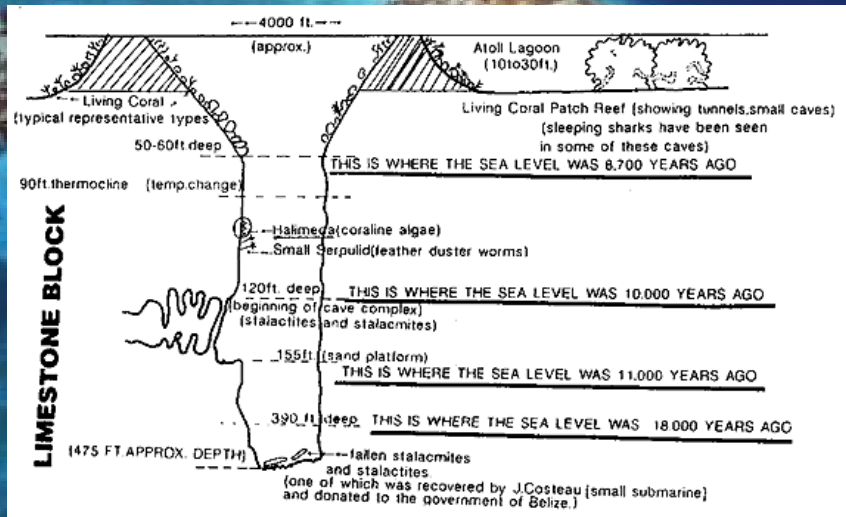 4000 ft.
(approx.)
Atoll Lagoon
(10to30ft.)
Living Coral
(typical representative types
Living Coral Patch Reef (showing tunnels,small caves)
(sleeping sharks have been seen
in some of these caves)
50-60ft.deep
THIS IS WHERE THE SEA LEVEL WAS 8,700 YEARS AGO
90ft.thermocline (temp.change)
Halimeda(coraline algae)
Small Serpulid(feather duster worms)
LIMESTONE BLOCK
120ft. deep
THIS IS WHERE THE SEA LEVEL WAS 10.000 YEARS AGO
(beginning of cave complex)
(stalactites and stalacmites)
155ft. (sand platform)
THIS IS WHERE THE SEA LEVEL WAS 11.000 YEARS AGO
390 ft. deep
THIS IS WHERE THE SEA LEVEL WAS 18.000 YEARS AGO
(475 FT.APPROX. DEPTH)
fallen stalacmites
and stalactites.
(one of which was recovered by J.Costeau [small submarine]
and donated to the government of Belize.)